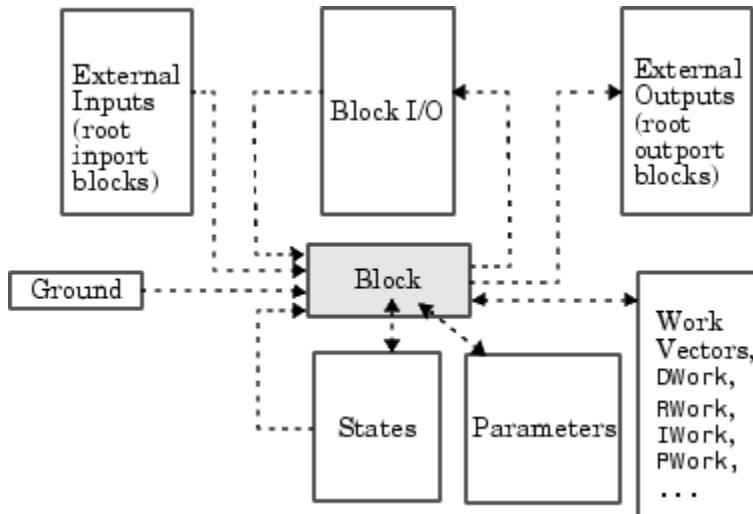 External
Inputs
(root
inport
blocks)
Block I/O
External
Outputs
(root
outport
blocks)
Ground
Block
States
Parameters
Work
Vectors,
DWork,
RWork,
IWork,
PWork,
...